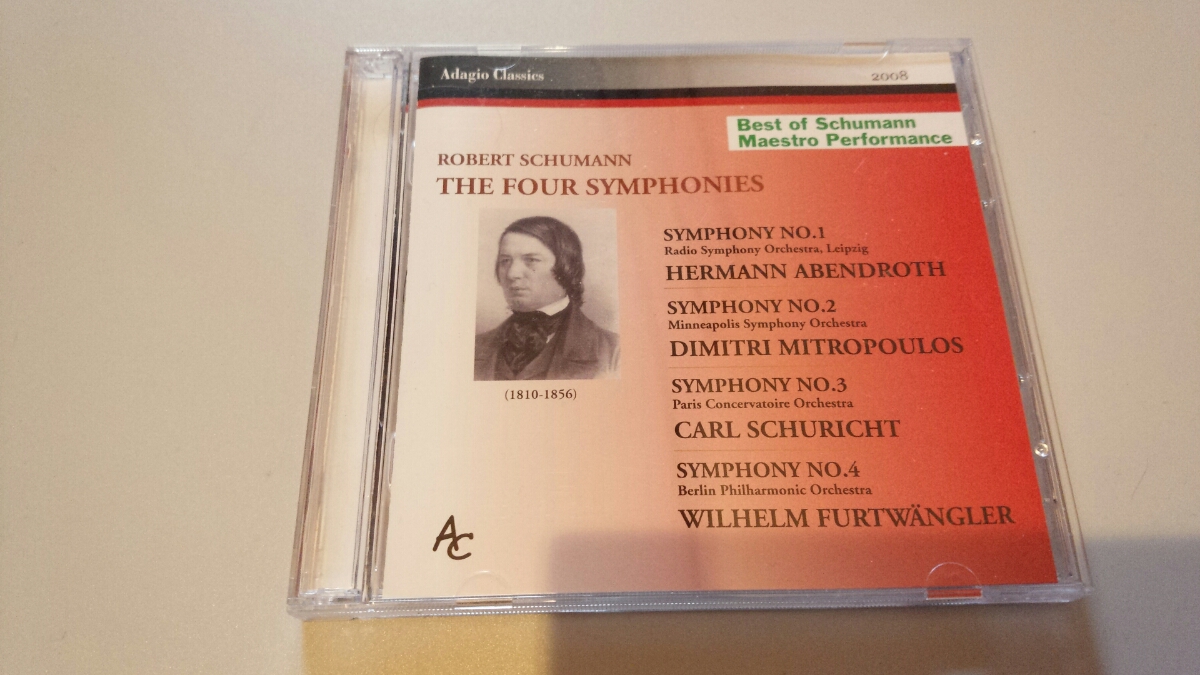 Adagio Classics
2008
Best of Schumann
Maestro Performance
ROBERT SCHUMANN
THE FOUR SYMPHONIES
(1810-1856)
SYMPHONY NO.1
Radio Symphony Orchestra, Leipzig
HERMANN ABENDROTH
SYMPHONY NO.2
Minneapolis Symphony Orchestra
DIMITRI MITROPOULOS
SYMPHONY NO.3
Paris Concervatoire Orchestra
CARL SCHURICHT
SYMPHONY NO.4
Berlin Philharmonic Orchestra
WILHELM FURTWÄNGLER
AC